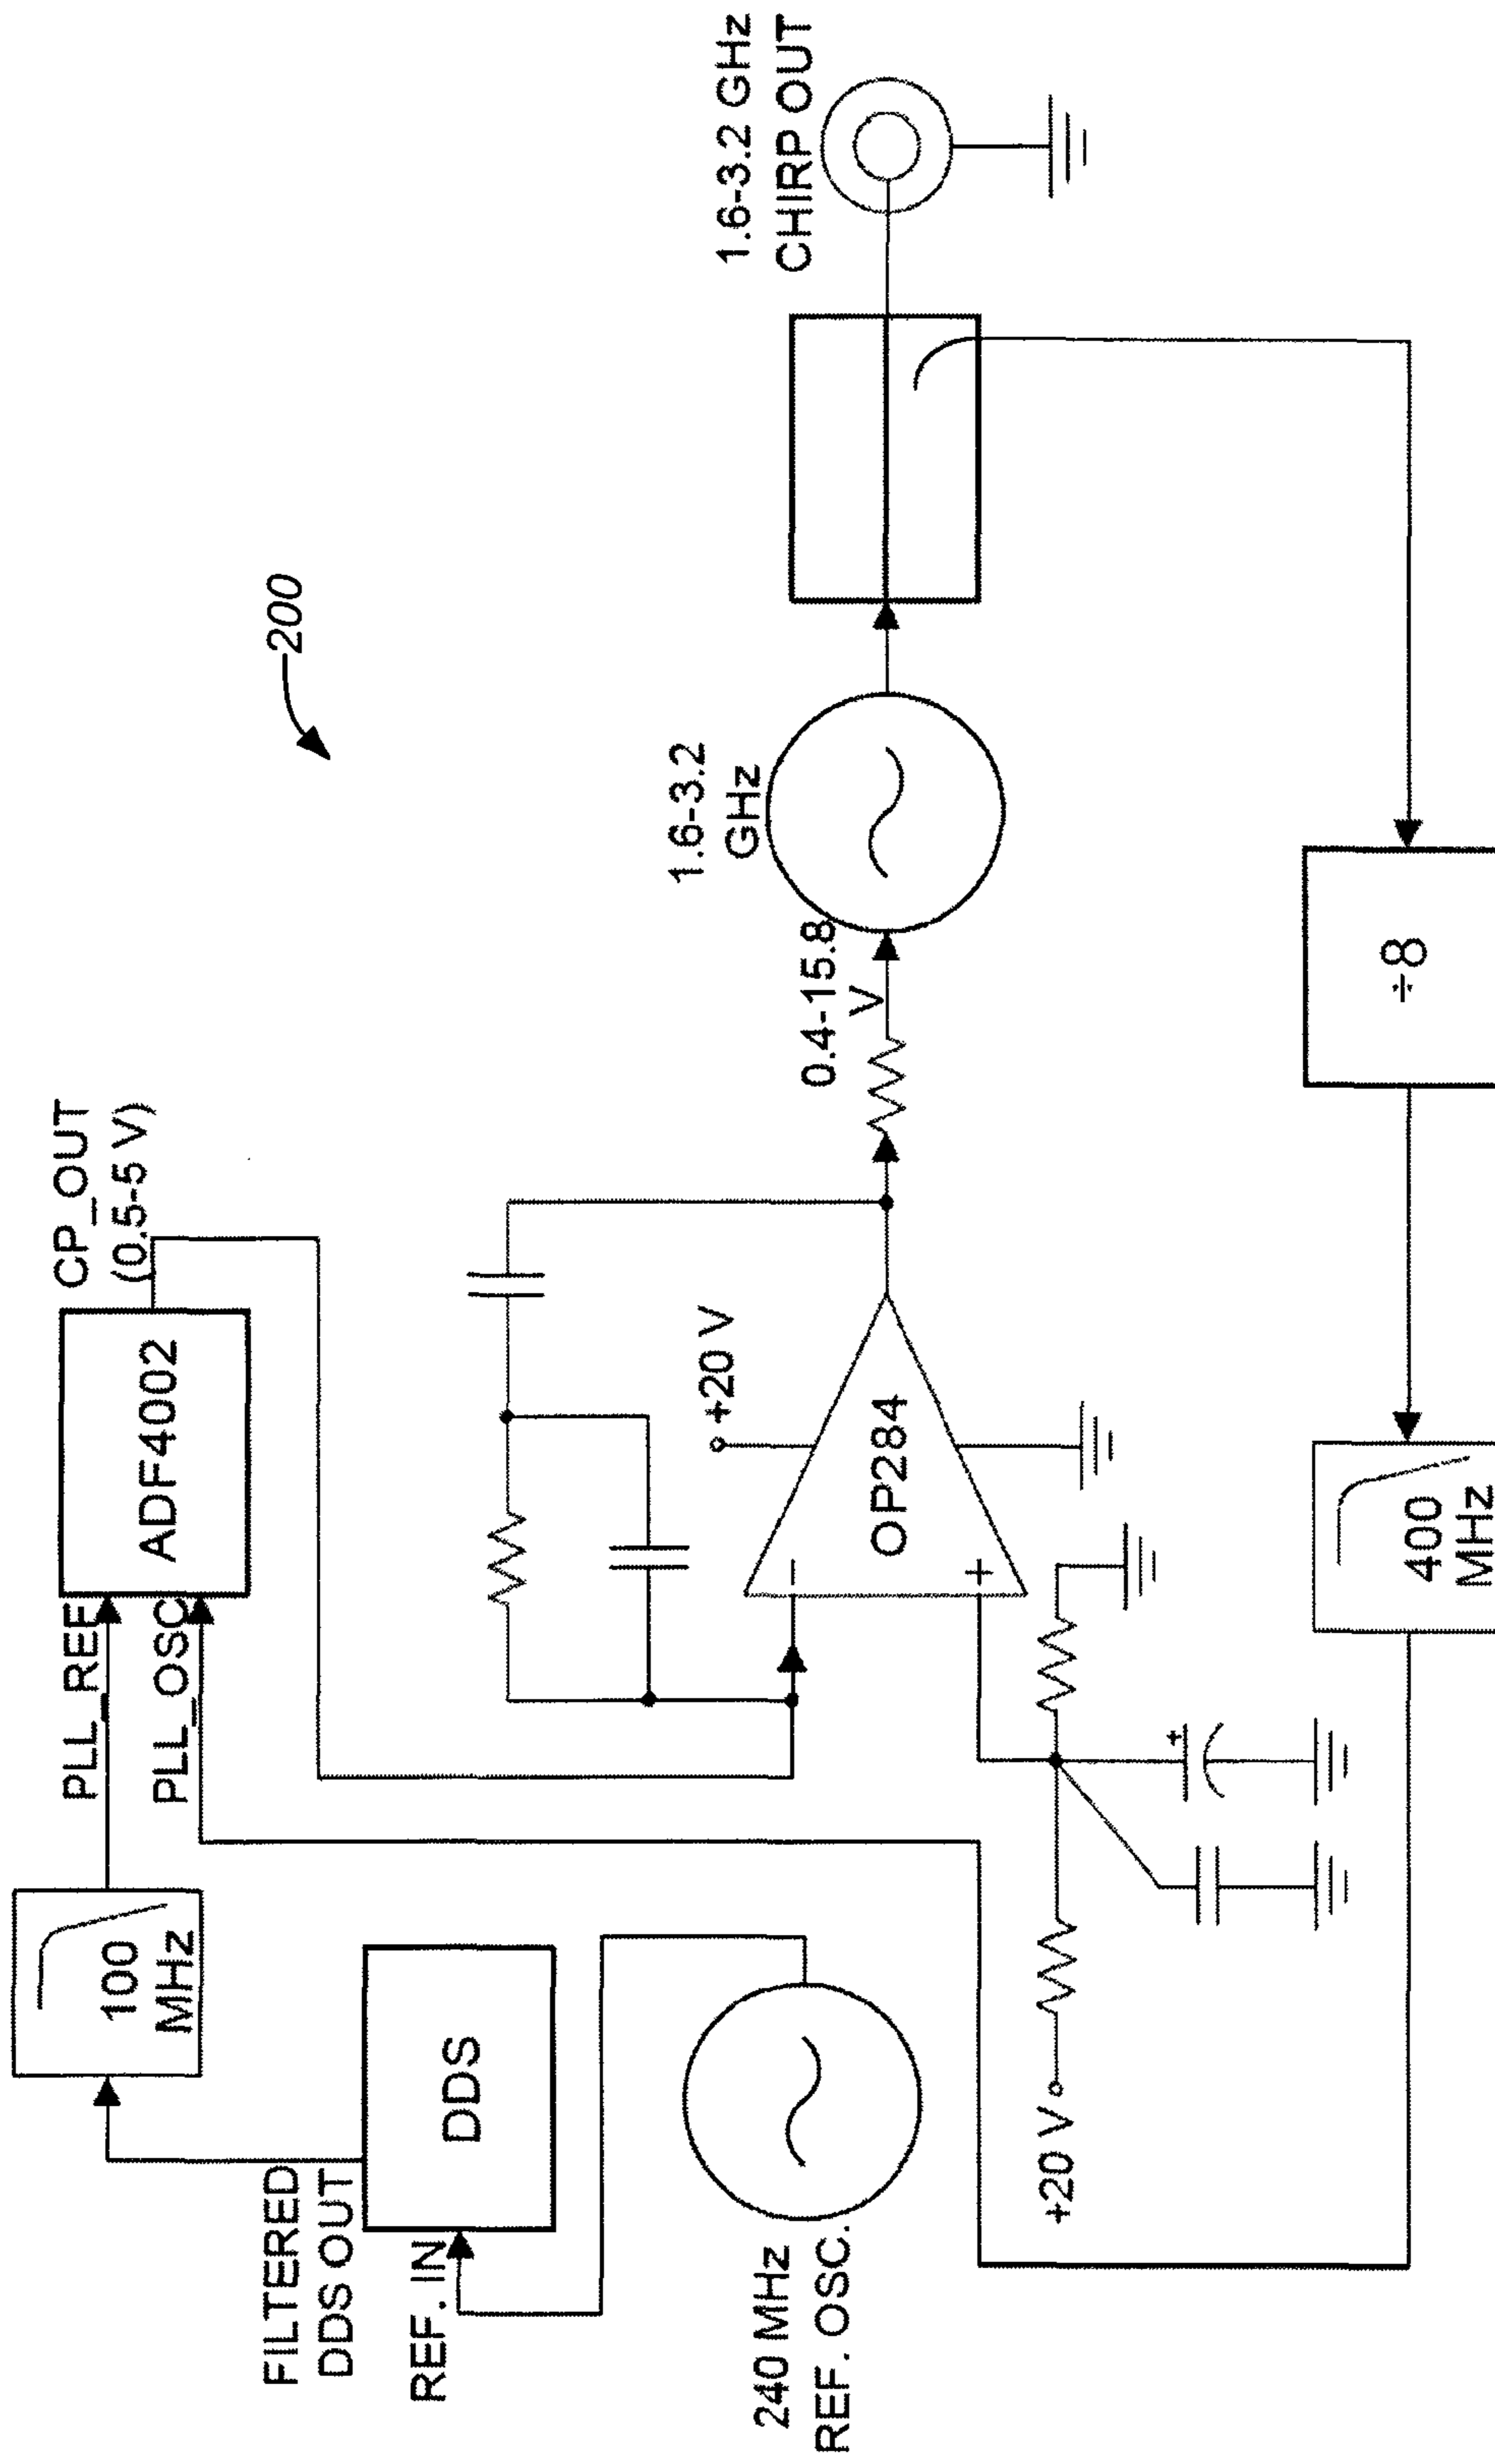 200
FILTERED
DDS OUT
REF. IN
DDS
240 MHz
REF. OSC.
100
MHz
PLL_REF
PLL_OSC
ADF4002
CP_OUT
(0.5-5 V)
+20 V
OP284
−
+
+20 V
+
0.4-15.8
V
1.6-3.2
GHz
1.6-3.2 GHz
CHIRP OUT
÷8
400
MHz